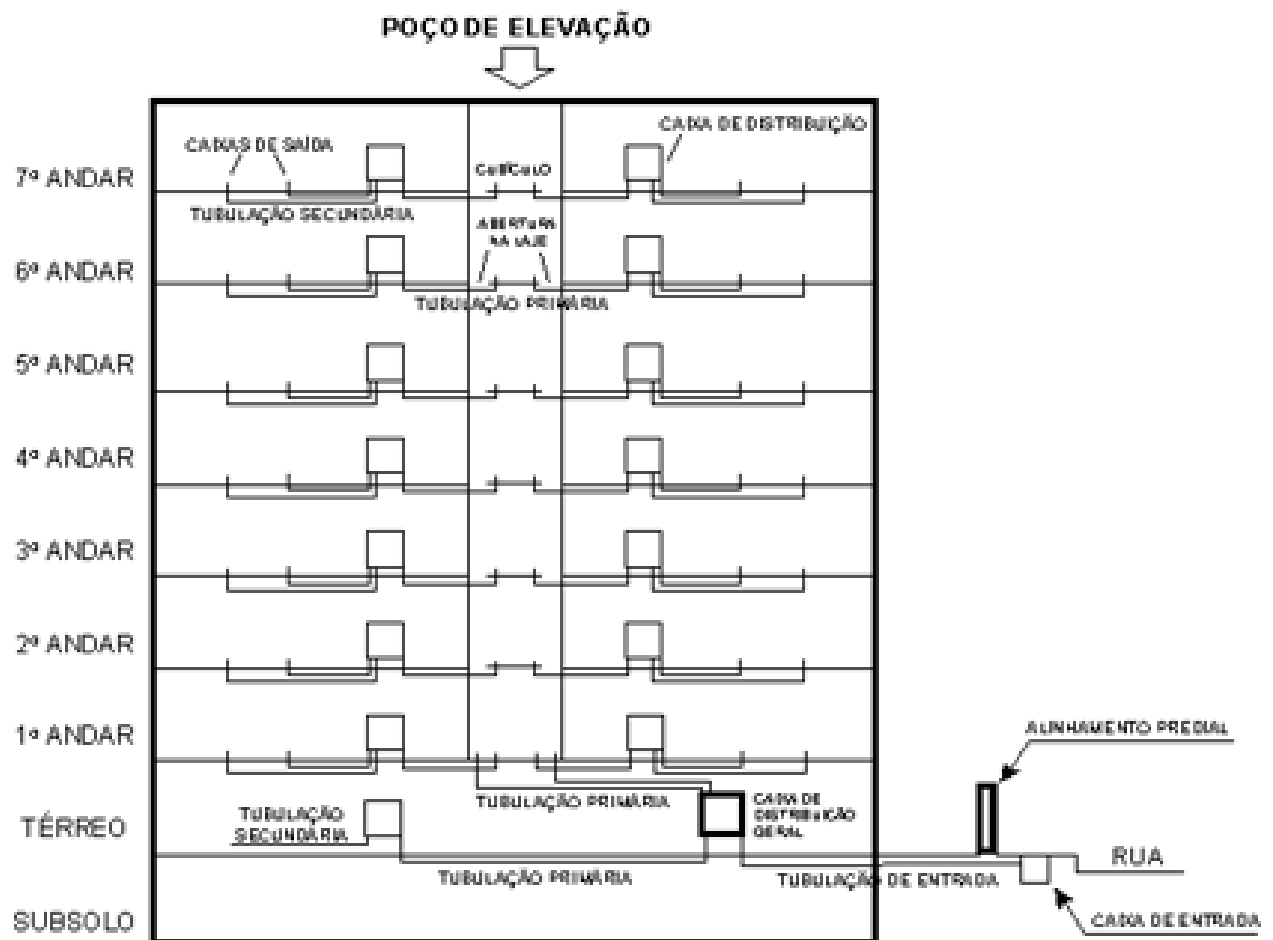 POÇO DE ELEVAÇÃO
CAIXAS DE SAÍDA
CAIXA DE DISTRIBUIÇÃO
7º ANDAR
CUBÍCULO
TUBULAÇÃO SECUNDÁRIA
ABERTURA
NA LAJE
6º ANDAR
TUBULAÇÃO PRIMÁRIA
5º ANDAR
4º ANDAR
3º ANDAR
2º ANDAR
1º ANDAR
ALINHAMENTO PREDIAL
TUBULAÇÃO PRIMÁRIA
CAIXA DE
DISTRIBUIÇÃO
GERAL
TUBULAÇÃO
SECUNDÁRIA
TÉRREO
RUA
TUBULAÇÃO PRIMÁRIA
TUBULAÇÃO DE ENTRADA
SUBSOLO
CAIXA DE ENTRADA